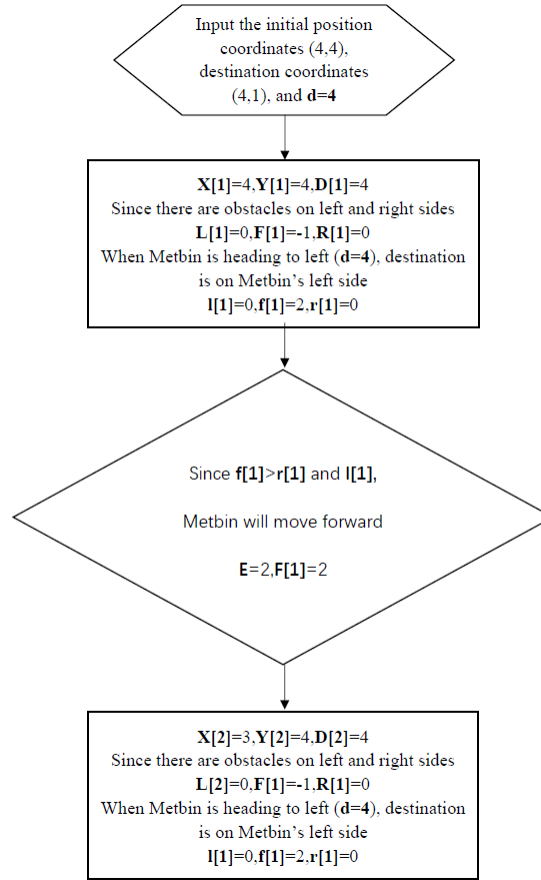 Input the initial position
coordinates (4,4),
destination coordinates
(4,1), and d=4
X[1]=4,Y[1]=4,D[1]=4
Since there are obstacles on left and right sides
L[1]=0,F[1]=-1,R[1]=0
When Metbin is heading to left (d=4), destination
is on Metbin’s left side
l[1]=0,f[1]=2,r[1]=0
Since f[1]>r[1] and l[1],
Metbin will move forward
E=2,F[1]=2
X[2]=3,Y[2]=4,D[2]=4
Since there are obstacles on left and right sides
L[2]=0,F[1]=-1,R[1]=0
When Metbin is heading to left (d=4), destination
is on Metbin’s left side
l[1]=0,f[1]=2,r[1]=0